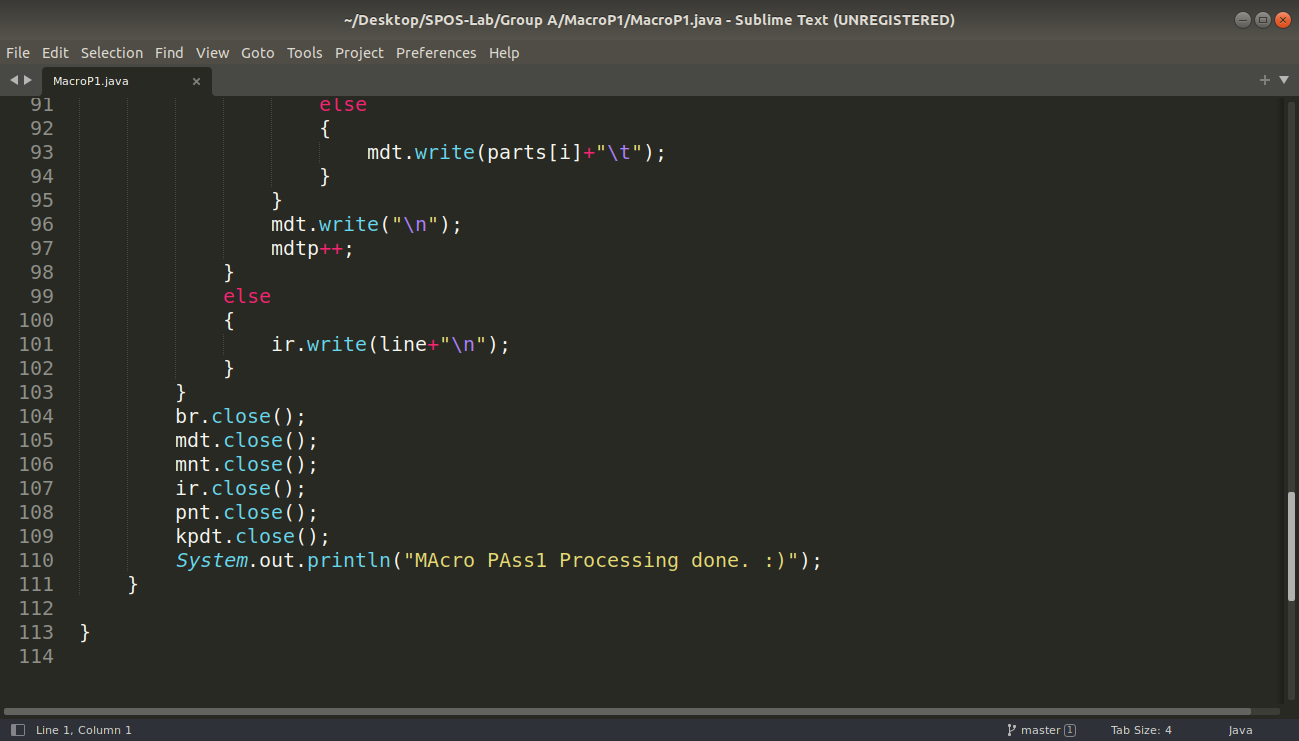 ~/Desktop/SPOS-Lab/Group A/MacroP1/MacroP1.java - Sublime Text (UNREGISTERED)
File Edit Selection Find View Goto Tools Project Preferences Help
MacroP1.java ×
91 else
92 {
93 mdt.write(parts[i]+"\t");
94 }
95 }
96 mdt.write("\n");
97 mdtp++;
98 }
99 else
100 {
101 ir.write(line+"\n");
102 }
103 }
104 br.close();
105 mdt.close();
106 mnt.close();
107 ir.close();
108 pnt.close();
109 kpdt.close();
110 System.out.println("MAcro PAss1 Processing done. :)");
111 }
112
113 }
114
Line 1, Column 1 master 1 Tab Size: 4 Java